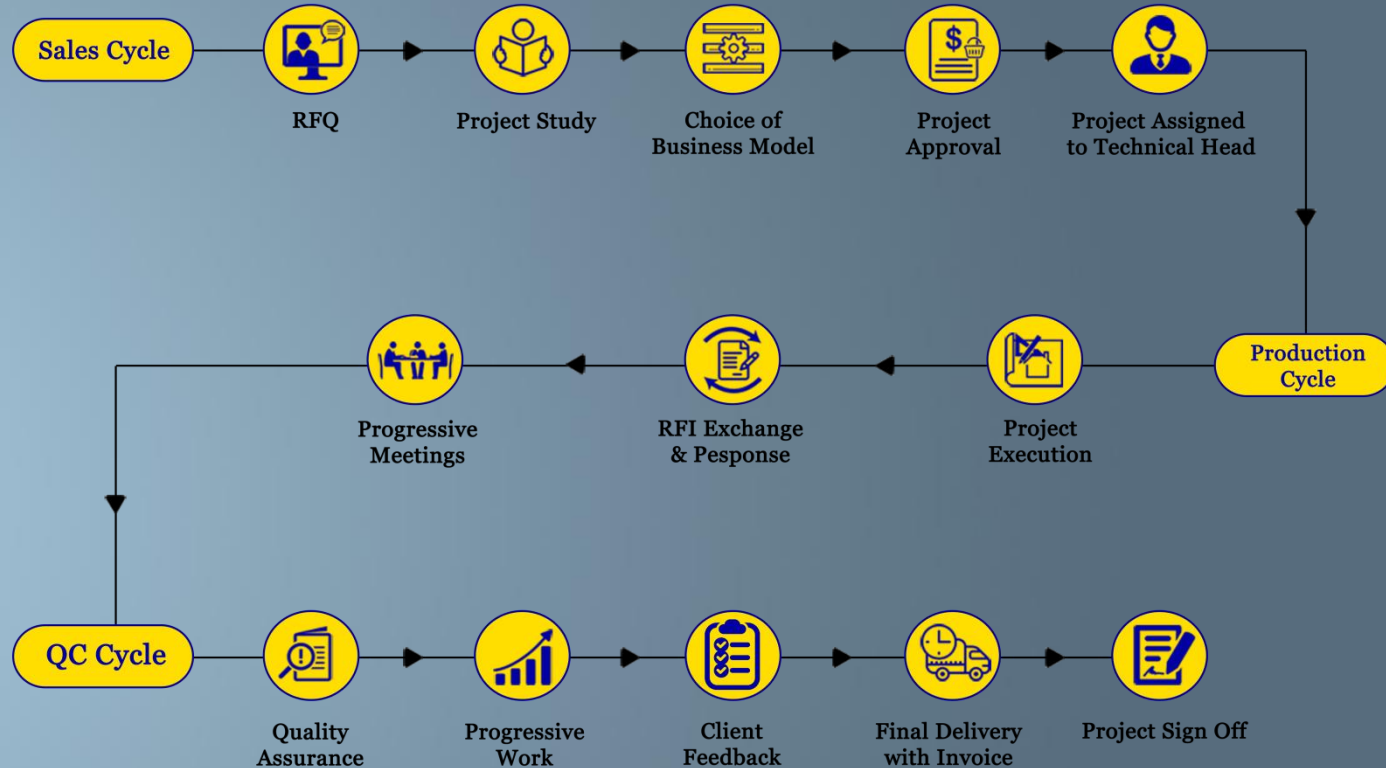 Sales Cycle
RFQ
Project Study
Choice of
Business Model
Project
Approval
$
Project Assigned
to Technical Head
Production
Cycle
Project
Execution
RFI Exchange
& Pesponse
Progressive
Meetings
QC Cycle
Quality
Assurance
Progressive
Work
Client
Feedback
Final Delivery
with Invoice
Project Sign Off